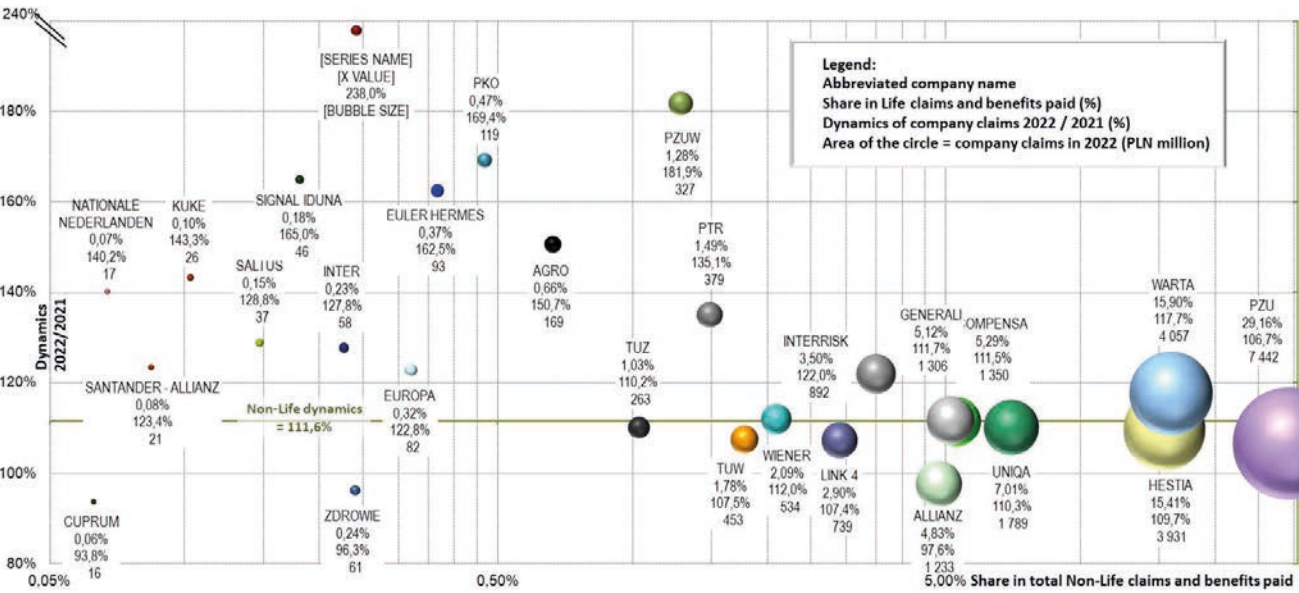 240%
180%
160%
140%
120%
100%
80%
Dynamics
2022/2021
[SERIES NAME]
[X VALUE]
238,0%
[BUBBLE SIZE]
PKO
0,47%
169,4%
119
PZUW
1,28%
181,9%
327
Legend:
Abbreviated company name
Share in Life claims and benefits paid (%)
Dynamics of company claims 2022 / 2021 (%)
Area of the circle = company claims in 2022 (PLN million)
NATIONALE
NEDERLANDEN
0,07%
140,2%
17
KUKE
0,10%
143,3%
26
SIGNAL IDUNA
0,18%
165,0%
46
EULER HERMES
0,37%
162,5%
93
SALTUS
0,15%
128,8%
37
INTER
0,23%
127,8%
58
AGRO
0,66%
150,7%
169
PTR
1,49%
135,1%
379
WARTA
15,90%
117,7%
4 057
PZU
29,16%
106,7%
7 442
GENERALI
5,12%
111,7%
1 306
OMPENSA
5,29%
111,5%
1 350
INTERRISK
3,50%
122,0%
892
TUZ
1,03%
110,2%
263
SANTANDER - ALLIANZ
0,08%
123,4%
21
Non-Life dynamics
= 111,6%
EUROPA
0,32%
122,8%
82
TUW
1,78%
107,5%
453
WIENER
2,09%
112,0%
534
LINK 4
2,90%
107,4%
739
ALLIANZ
4,83%
97,6%
1 233
UNIQA
7,01%
110,3%
1 789
HESTIA
15,41%
109,7%
3 931
CUPRUM
0,06%
93,8%
16
ZDROWIE
0,24%
96,3%
61
0.05%
0.50%
5,00%
Share in total Non-Life claims and benefits paid